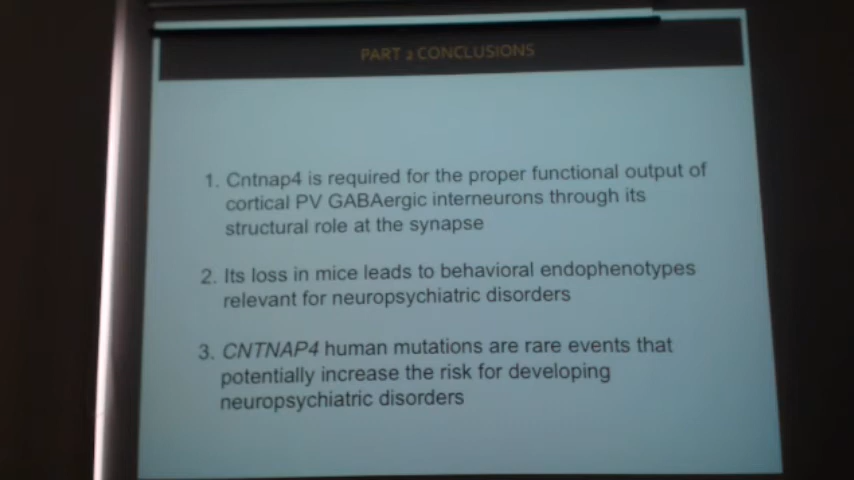 PART 2 CONCLUSIONS
1. Cntnap4 is required for the proper functional output of
cortical PV GABAergic interneurons through its
structural role at the synapse
2. Its loss in mice leads to behavioral endophenotypes
relevant for neuropsychiatric disorders
3. CNTNAP4 human mutations are rare events that
potentially increase the risk for developing
neuropsychiatric disorders